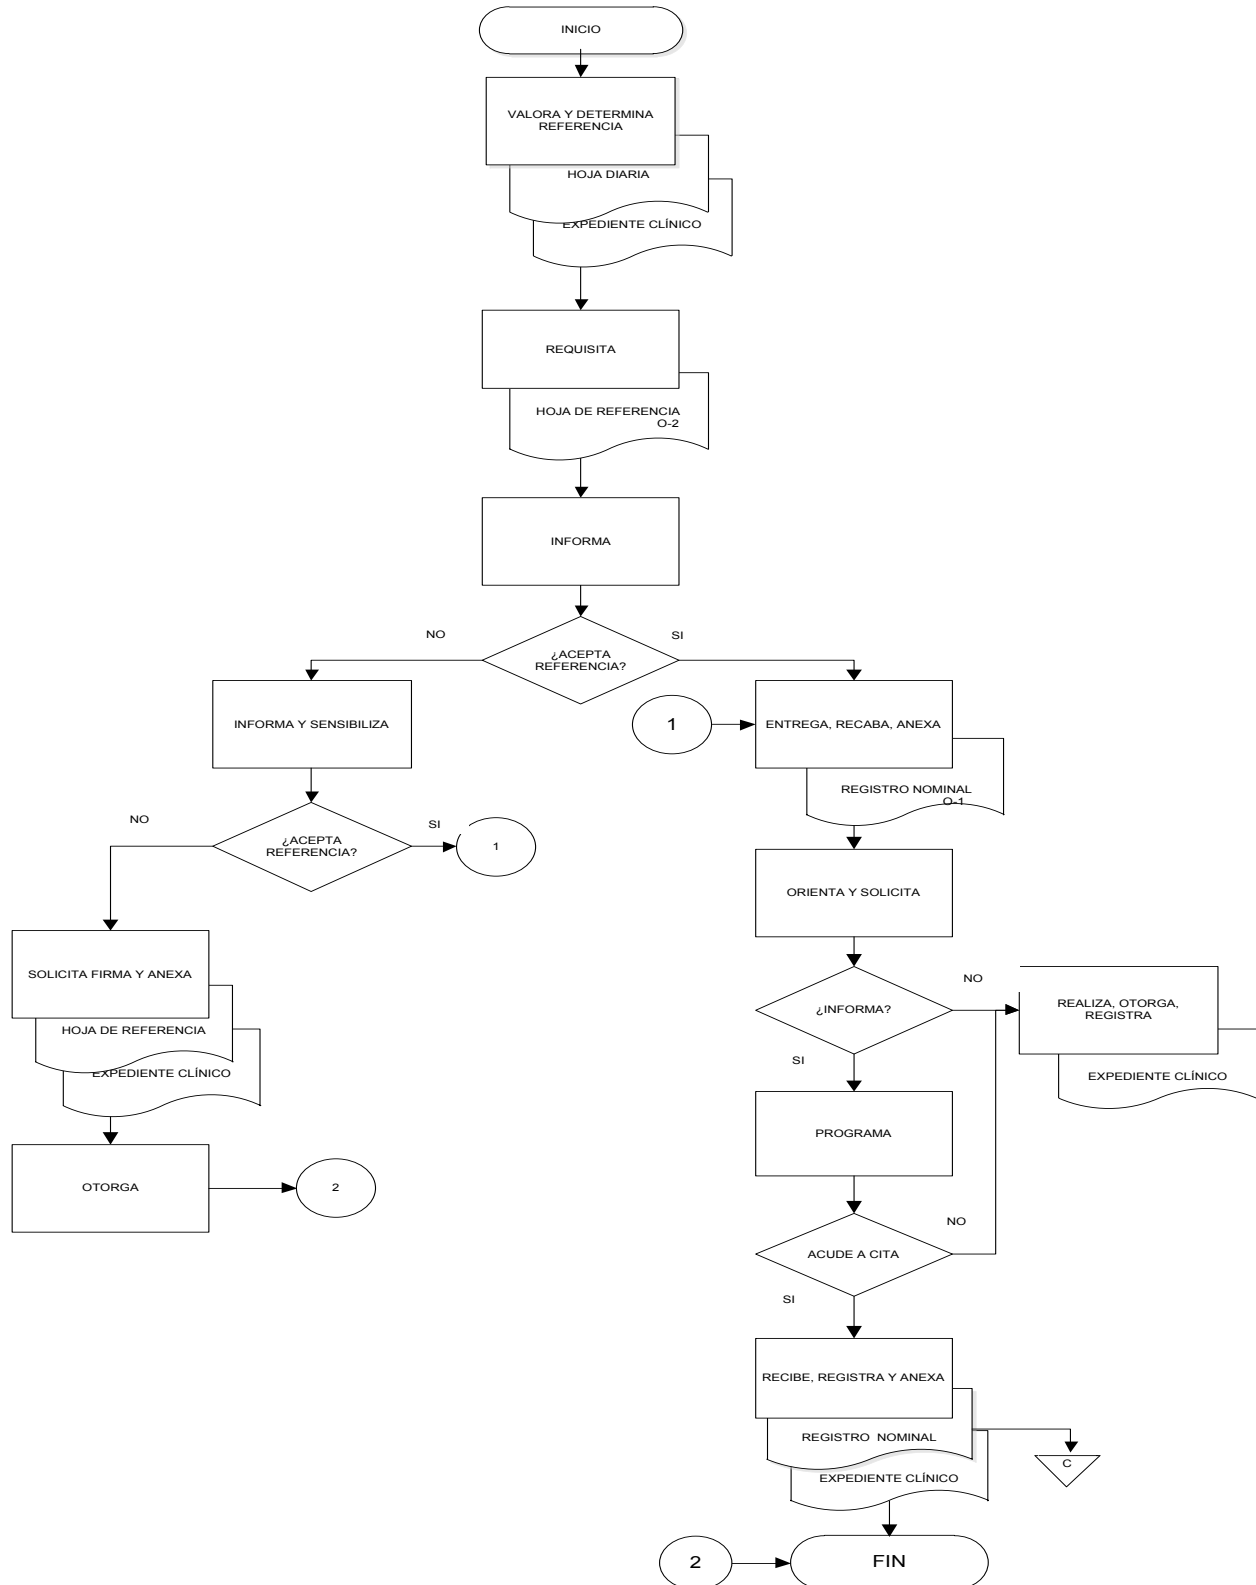 INICIO
VALORA Y DETERMINA
REFERENCIA
HOJA DIARIA
EXPEDIENTE CLÍNICO
REQUISITA
HOJA DE REFERENCIA
O-2
INFORMA
NO
¿ACEPTA
REFERENCIA?
SI
INFORMA Y SENSIBILIZA
1
ENTREGA, RECABA, ANEXA
REGISTRO NOMINAL
O-1
NO
¿ACEPTA
REFERENCIA?
SI
1
ORIENTA Y SOLICITA
SOLICITA FIRMA Y ANEXA
HOJA DE REFERENCIA
EXPEDIENTE CLÍNICO
¿INFORMA?
NO
REALIZA, OTORGA,
REGISTRA
EXPEDIENTE CLÍNICO
SI
PROGRAMA
OTORGA
2
ACUDE A CITA
NO
SI
RECIBE, REGISTRA Y ANEXA
REGISTRO  NOMINAL
EXPEDIENTE CLÍNICO
C
2
FIN